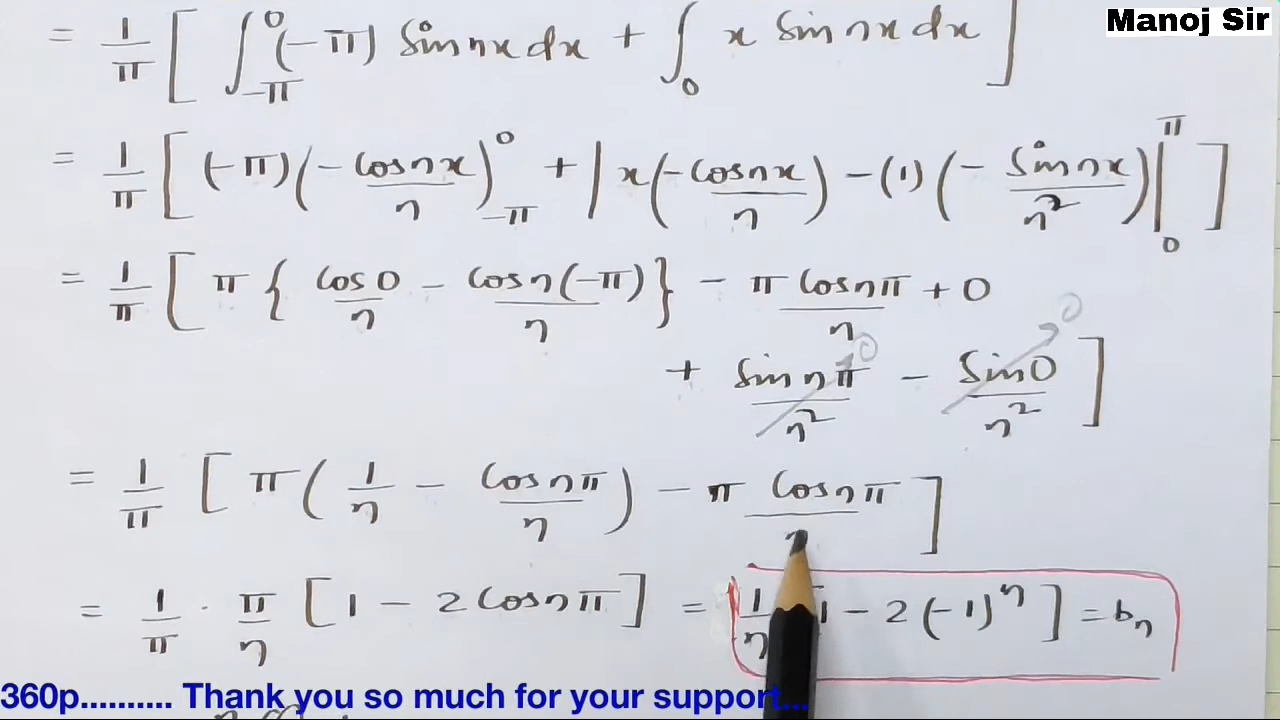 Manoj Sir
= 1/π [ ∫_{-π}^{0} (-π) Sin nx dx + ∫_{0} x Sin nx dx ]
= 1/π [ (-π) ( - Cos nx / n )_{-π}^{0} + | x ( - Cos nx / n ) - (1) ( - Sin nx / n² ) |_{0}^{π} ]
= 1/π [ π { Cos 0 / n - Cos n(-π) / n } - π Cos nπ / n + 0
+ Sin nπ / n² 0 - Sin 0 / n² 0 ]
= 1/π [ π ( 1/n - Cos nπ / n ) - π Cos nπ / n ]
= 1/π · π/n [ 1 - 2 Cos nπ ] = 1/n [ 1 - 2 (-1)^n ] = b_n
360p.......... Thank you so much for your support...